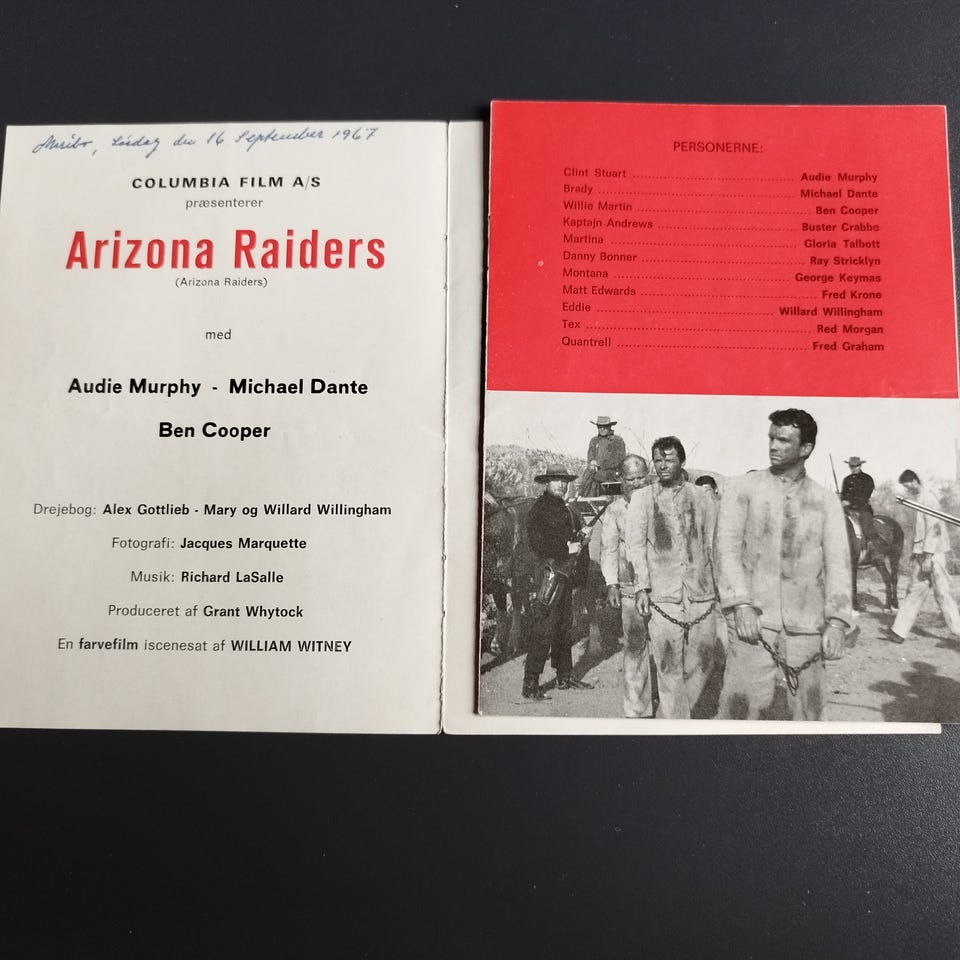 Maribo, Lördag den 16 September 1967
COLUMBIA FILM A/S
præsenterer
Arizona Raiders
(Arizona Raiders)
med
Audie Murphy - Michael Dante
Ben Cooper
Drejebog: Alex Gottlieb - Mary og Willard Willingham
Fotografi: Jacques Marquette
Musik: Richard LaSalle
Produceret af Grant Whytock
En farvefilm iscenesat af WILLIAM WITNEY
PERSONERNE:
Clint Stuart ........ Audie Murphy
Brady ........ Michael Dante
Willie Martin ........ Ben Cooper
Kaptajn Andrews ........ Buster Crabbe
Martina ........ Gloria Talbott
Danny Bonner ........ Ray Stricklyn
Montana ........ George Keymas
Matt Edwards ........ Fred Krone
Eddie ........ Willard Willingham
Tex ........ Red Morgan
Quantrell ........ Fred Graham